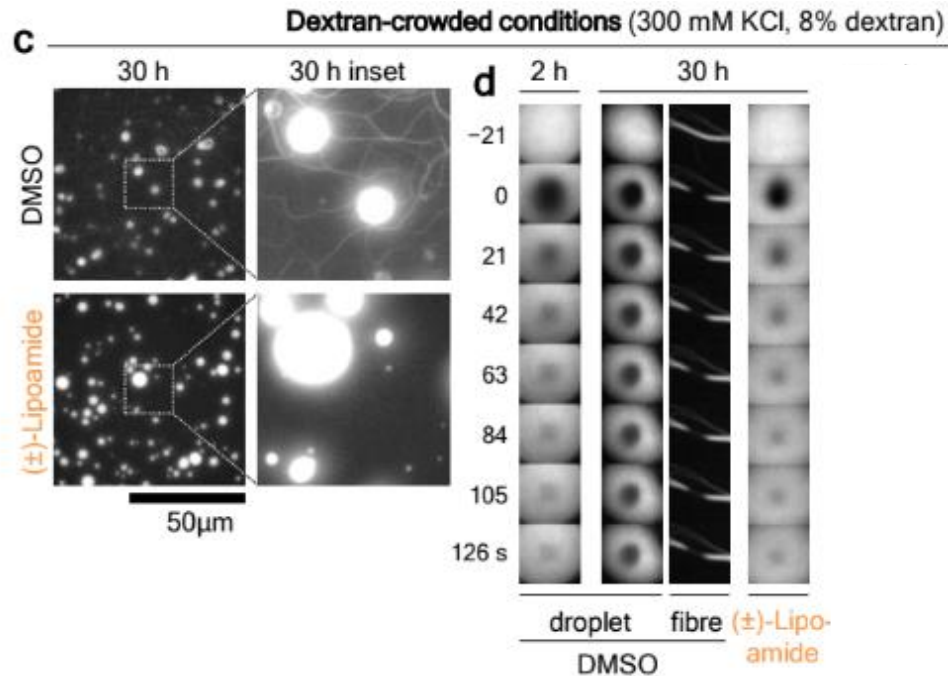 Dextran-crowded conditions (300 mM KCl, 8% dextran)
c
30 h
30 h inset
DMSO
(±)-Lipoamide
50µm
d
2 h
30 h
−21
0
21
42
63
84
105
126 s
droplet
fibre
(±)-Lipo-
amide
DMSO